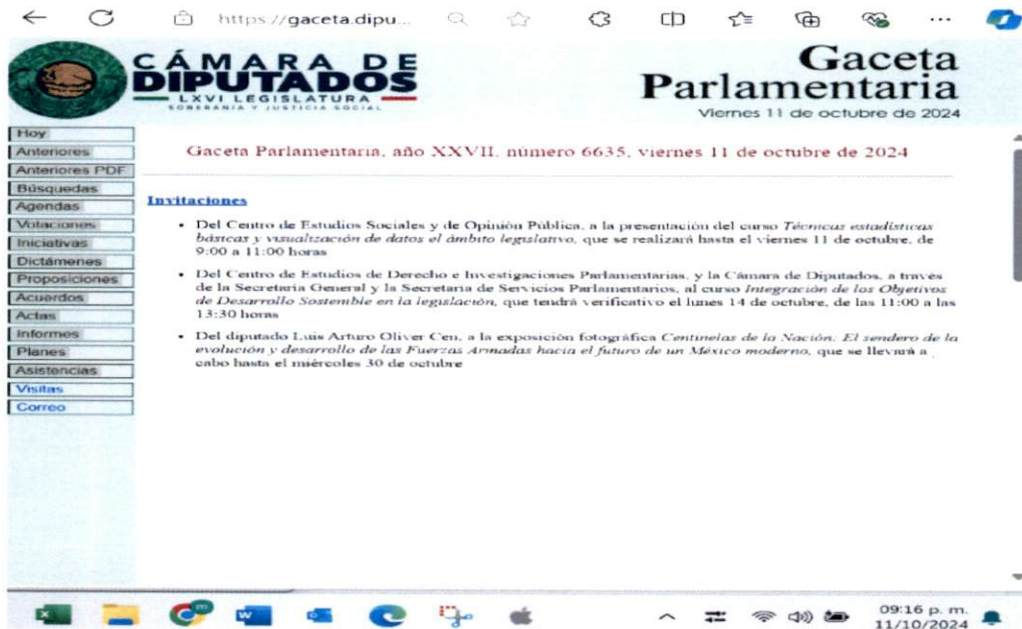 https://gaceta.dipu...
CÁMARA DE
DIPUTADOS
LXVI LEGISLATURA
SOBERANÍA Y JUSTICIA SOCIAL
Gaceta
Parlamentaria
Viernes 11 de octubre de 2024
Hoy
Anteriores
Anteriores PDF
Búsquedas
Agendas
Votaciones
Iniciativas
Dictámenes
Proposiciones
Acuerdos
Actas
Informes
Planes
Asistencias
Visitas
Correo
Gaceta Parlamentaria, año XXVII, número 6635, viernes 11 de octubre de 2024
Invitaciones
• Del Centro de Estudios Sociales y de Opinión Pública, a la presentación del curso Técnicas estadísticas
básicas y visualización de datos el ámbito legislativo, que se realizará hasta el viernes 11 de octubre, de
9:00 a 11:00 horas
• Del Centro de Estudios de Derecho e Investigaciones Parlamentarias, y la Cámara de Diputados, a través
de la Secretaría General y la Secretaría de Servicios Parlamentarios, al curso Integración de los Objetivos
de Desarrollo Sostenible en la legislación, que tendrá verificativo el lunes 14 de octubre, de las 11:00 a las
13:30 horas
• Del diputado Luis Arturo Oliver Cen, a la exposición fotográfica Centinelas de la Nación: El sendero de la
evolución y desarrollo de las Fuerzas Armadas hacia el futuro de un México moderno, que se llevará a
cabo hasta el miércoles 30 de octubre
09:16 p. m.
11/10/2024